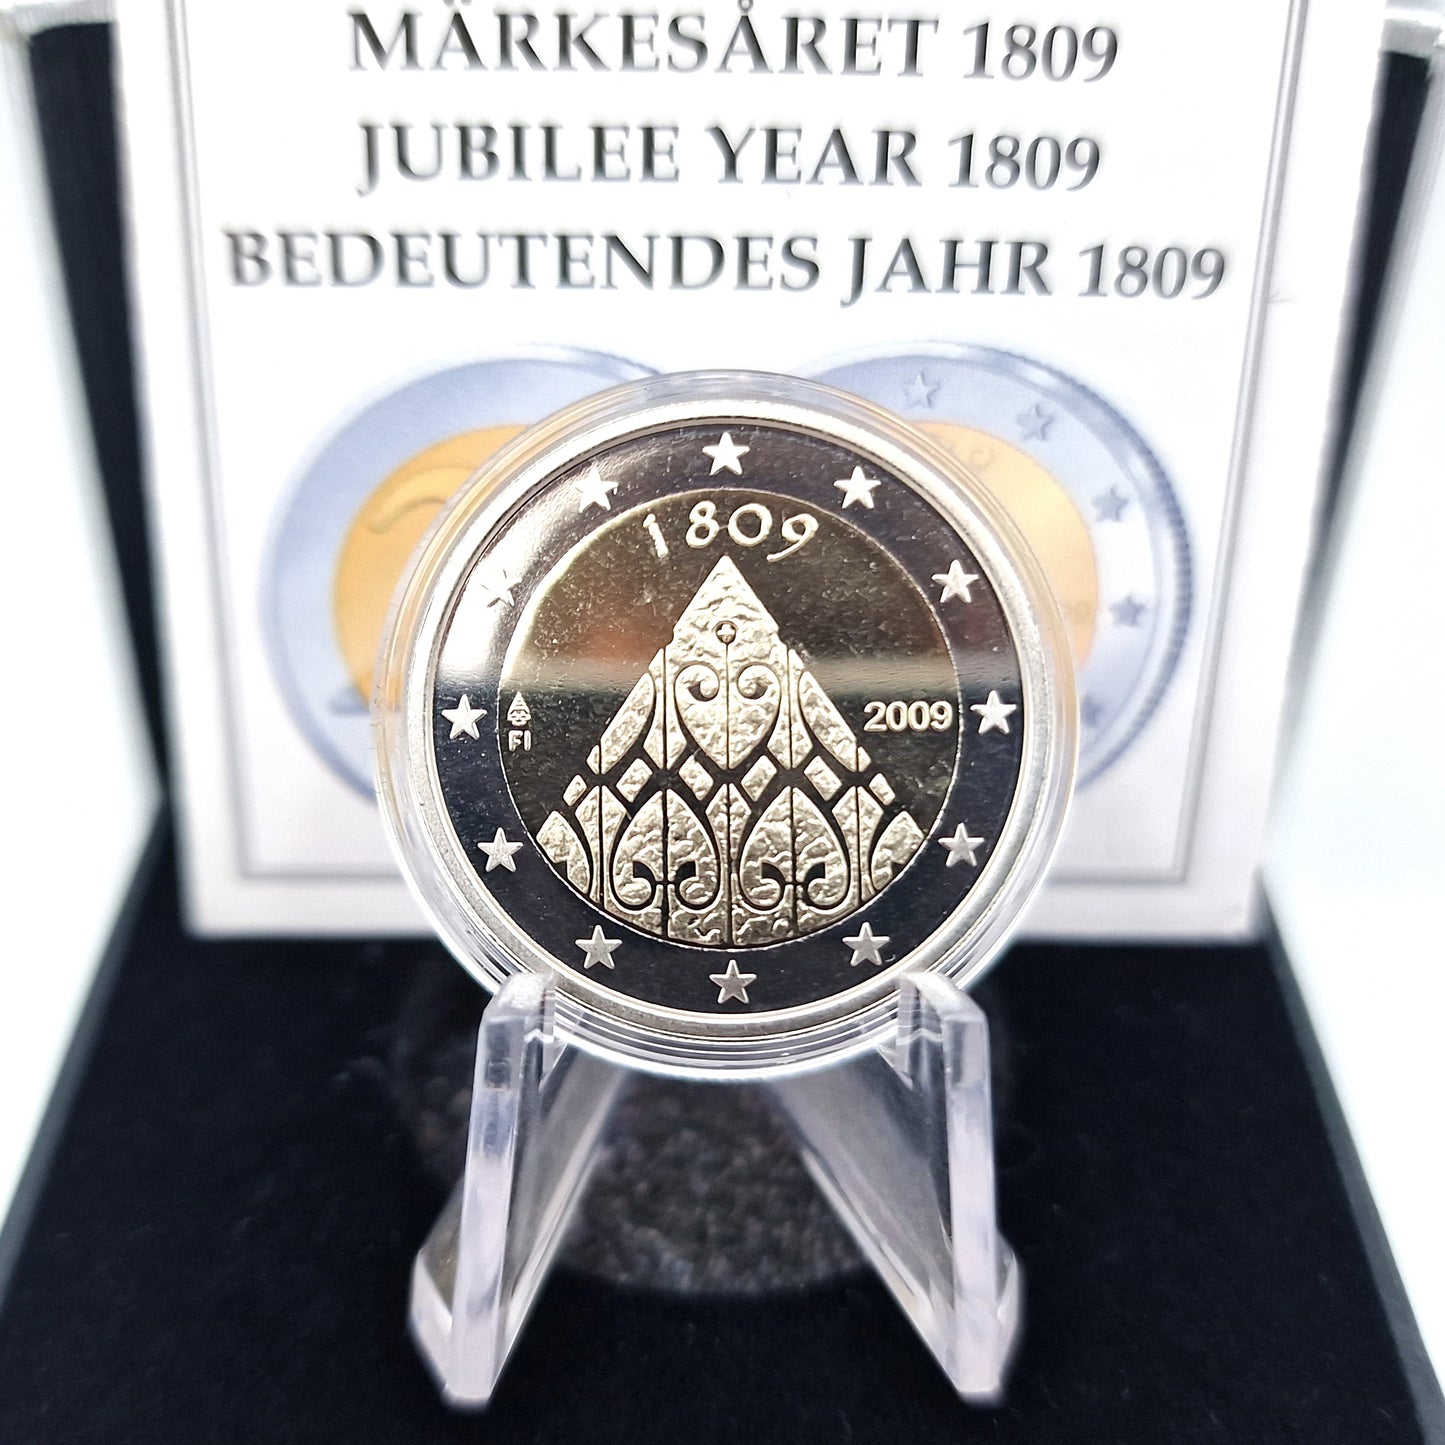 MÄRKESÅRET 1809
JUBILEE YEAR 1809
BEDEUTENDES JAHR 1809
1809
2009
FI